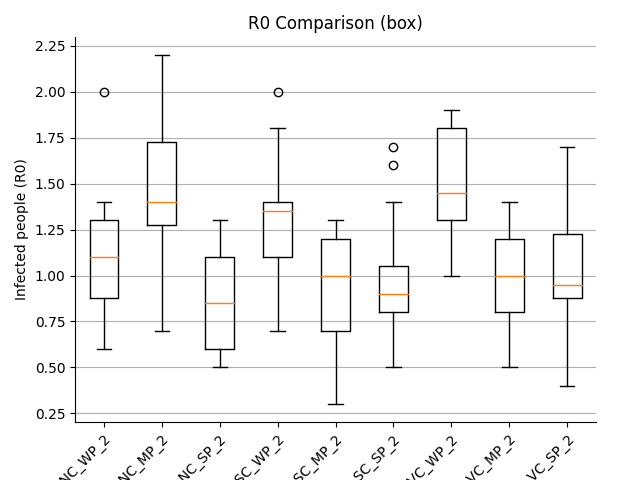 R0 Comparison (box)
Infected people (R0)
2.25
2.00
1.75
1.50
1.25
1.00
0.75
0.50
0.25
NC_WP_2
NC_MP_2
NC_SP_2
SC_WP_2
SC_MP_2
SC_SP_2
VC_WP_2
VC_MP_2
VC_SP_2